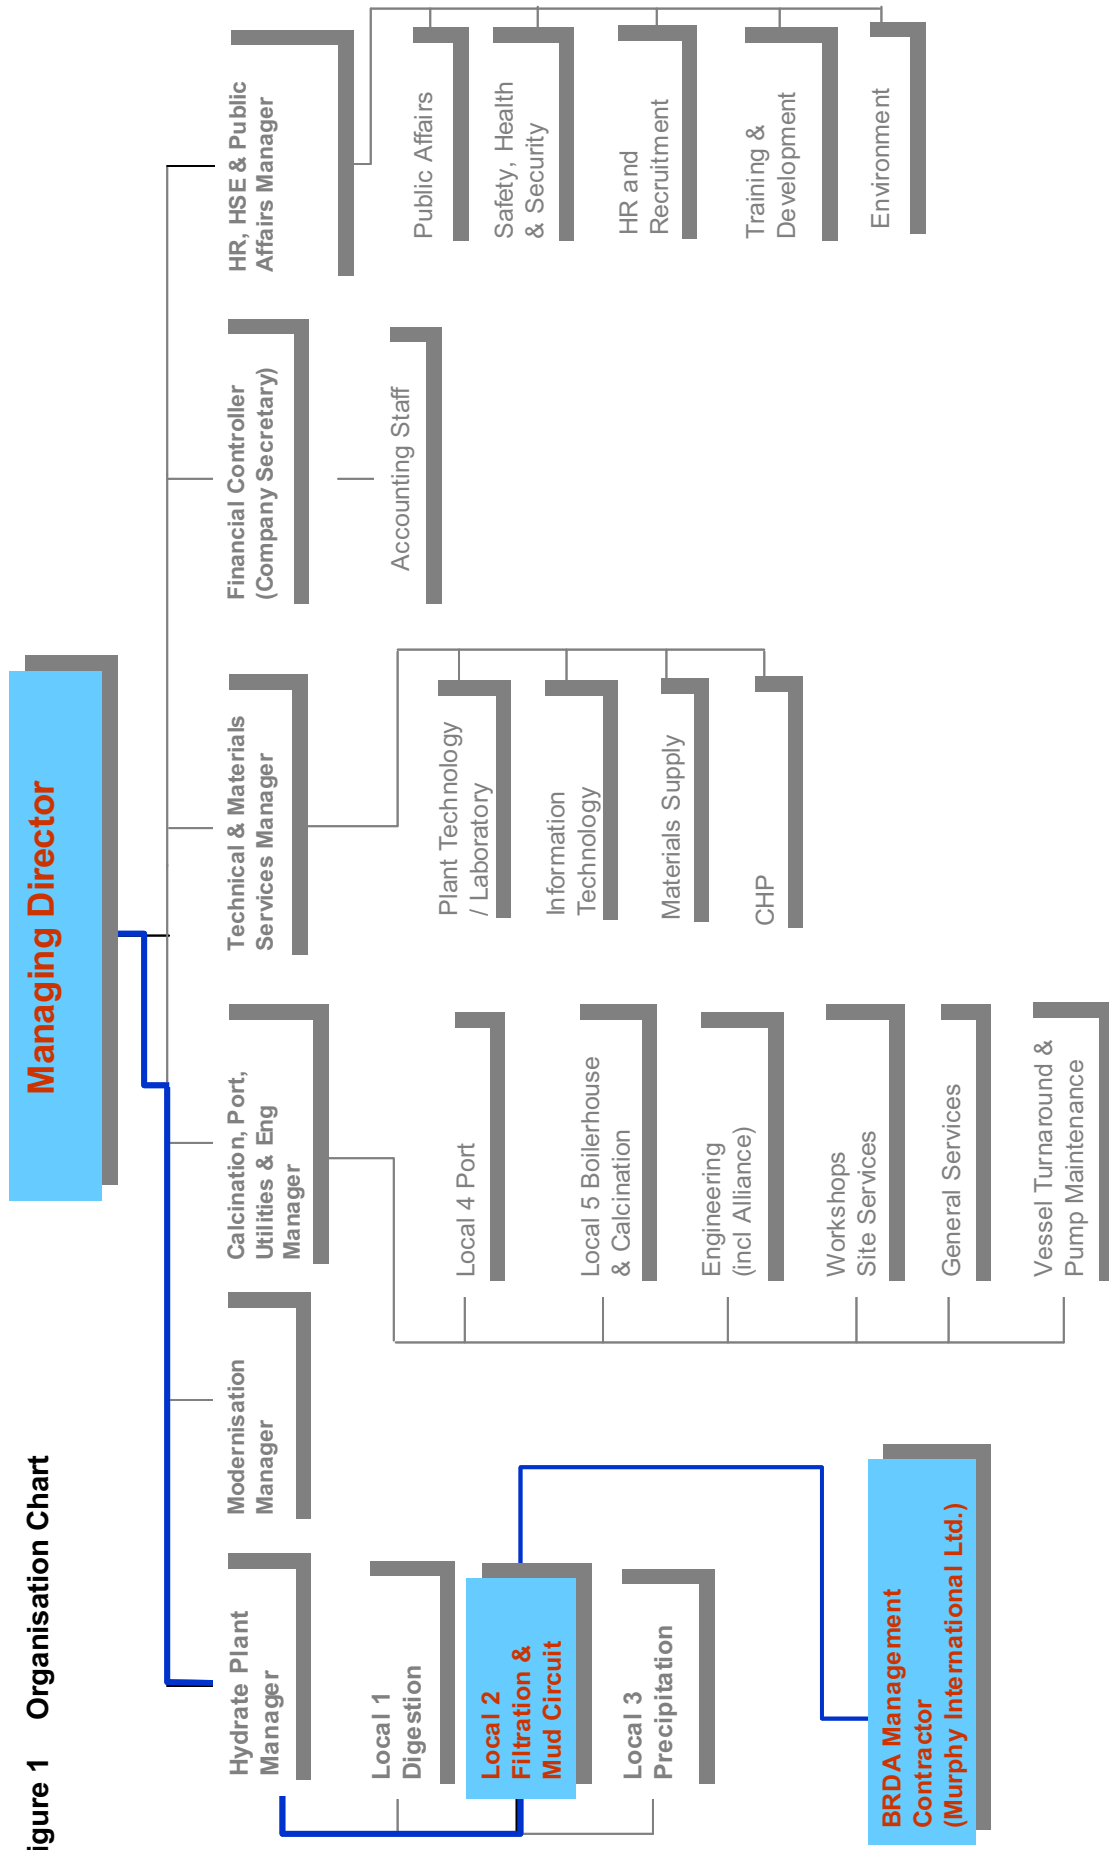 igure 1 Organisation Chart
Managing Director
Hydrate Plant
Manager
Modernisation
Manager
Calcination, Port,
Utilities & Eng
Manager
Technical & Materials
Services Manager
Financial Controller
(Company Secretary)
HR, HSE & Public
Affairs Manager
Local 1
Digestion
Local 2
Filtration &
Mud Circuit
Local 3
Precipitation
BRDA Management
Contractor
(Murphy International Ltd.)
Local 4 Port
Local 5 Boilerhouse
& Calcination
Engineering
(incl Alliance)
Workshops
Site Services
General Services
Vessel Turnaround &
Pump Maintenance
Plant Technology
/ Laboratory
Information
Technology
Materials Supply
CHP
Accounting Staff
Public Affairs
Safety, Health
& Security
HR and
Recruitment
Training &
Development
Environment